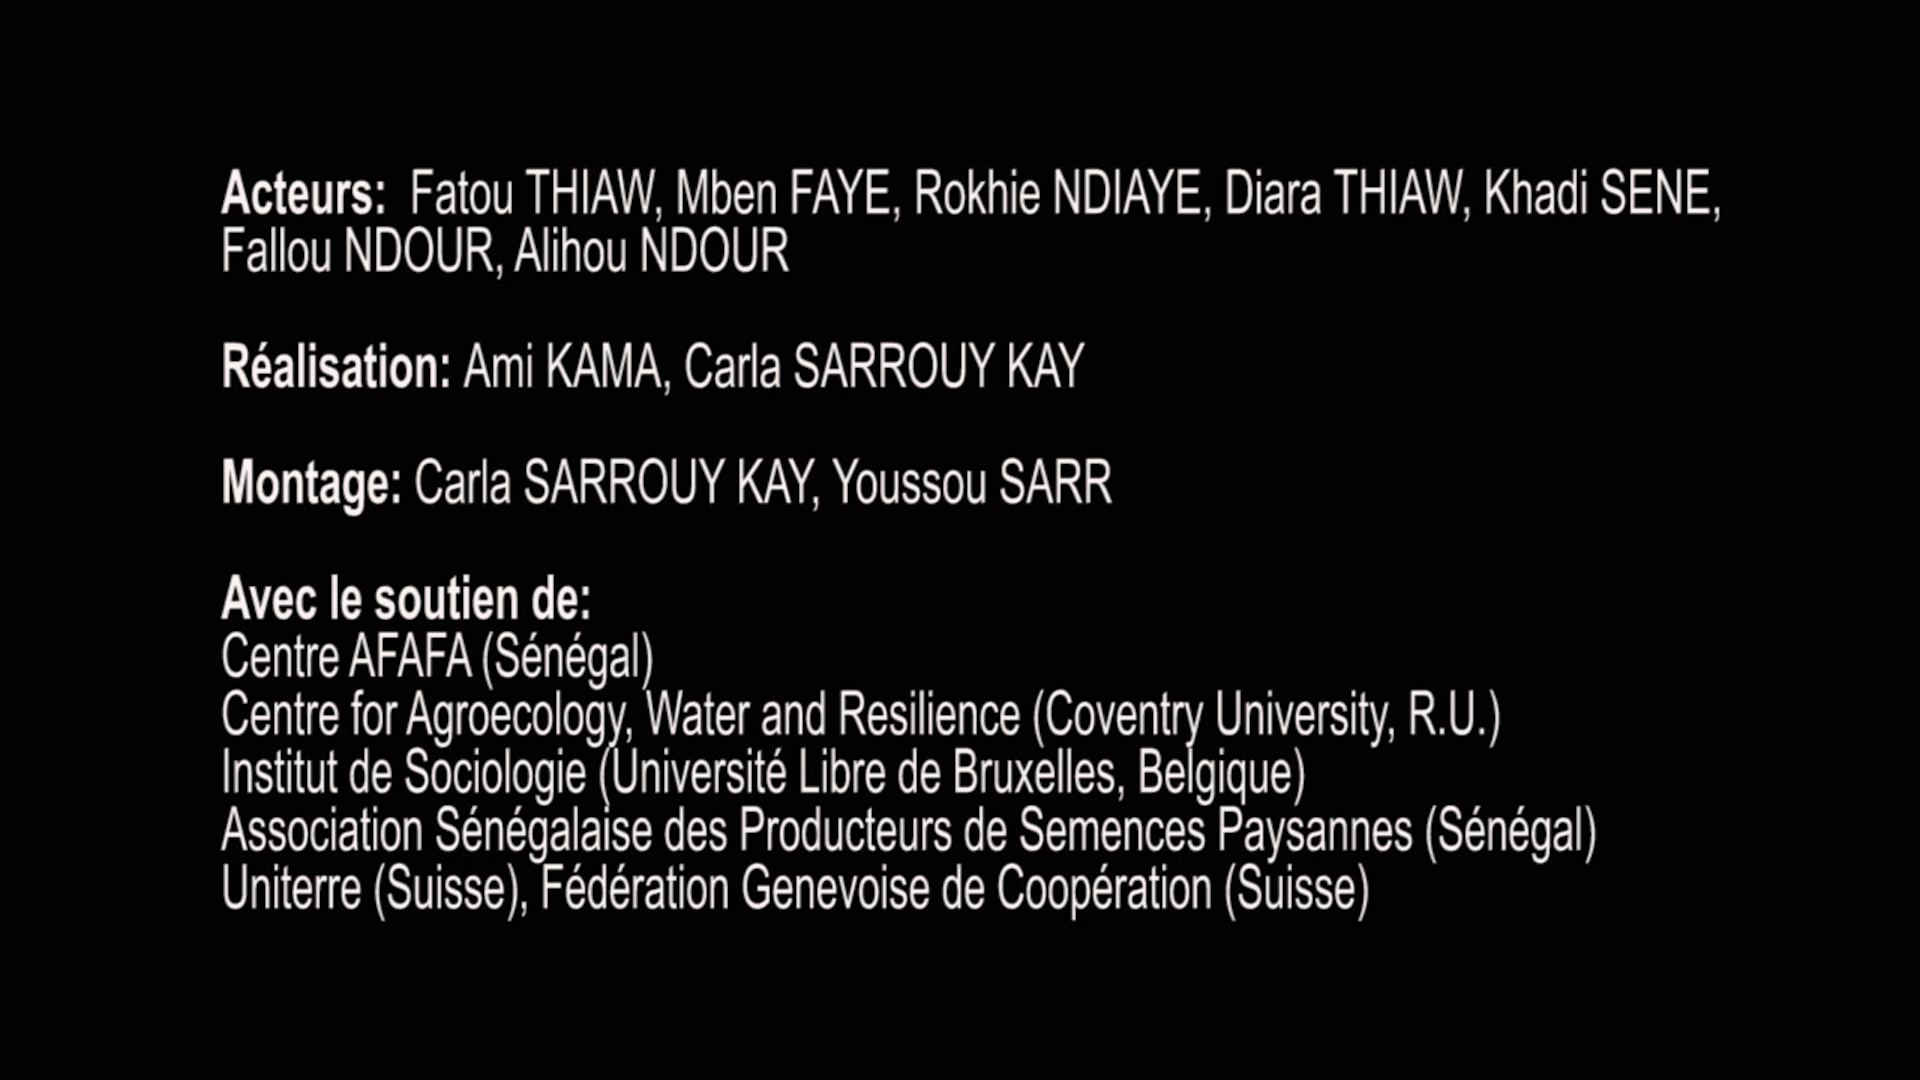 Acteurs: Fatou THIAW, Mben FAYE, Rokhie NDIAYE, Diara THIAW, Khadi SENE,
Fallou NDOUR, Alihou NDOUR
Réalisation: Ami KAMA, Carla SARROUY KAY
Montage: Carla SARROUY KAY, Youssou SARR
Avec le soutien de:
Centre AFAFA (Sénégal)
Centre for Agroecology, Water and Resilience (Coventry University, R.U.)
Institut de Sociologie (Université Libre de Bruxelles, Belgique)
Association Sénégalaise des Producteurs de Semences Paysannes (Sénégal)
Uniterre (Suisse), Fédération Genevoise de Coopération (Suisse)